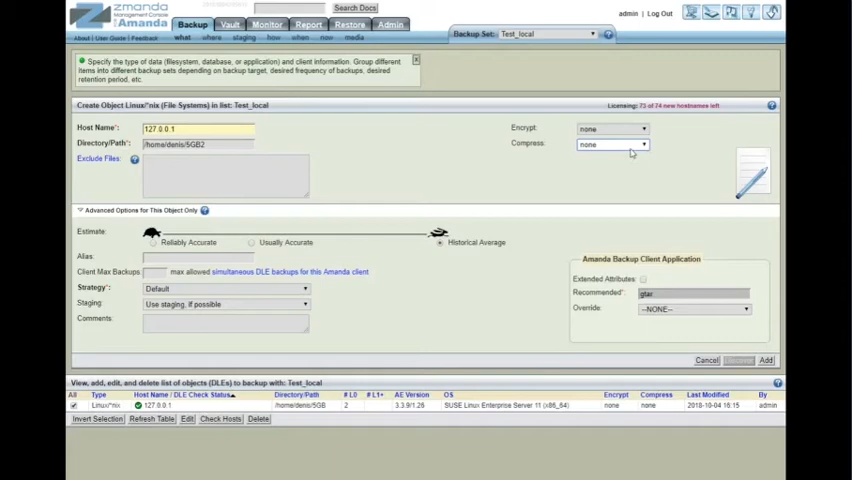 zmanda
Management Console
for Amanda
Search Docs
admin | Log Out
Backup Vault Monitor Report Restore Admin
About | User Guide | Feedback
what where staging how when now media
Backup Set: Test_local
Specify the type of data (filesystem, database, or application) and client information. Group different
items into different backup sets depending on backup target, desired frequency of backups, desired
retention period, etc.
Create Object Linux/*nix (File Systems) in list: Test_local
Licensing: 73 of 74 new hostnames left
Host Name*: 127.0.0.1
Encrypt: none
Directory/Path*: /home/denis/5GB2
Compress: none
Exclude Files:
Advanced Options for This Object Only
Estimate:
Reliably Accurate Usually Accurate Historical Average
Alias:
Client Max Backups: max allowed simultaneous DLE backups for this Amanda client
Strategy*: Default
Staging: Use staging, if possible
Comments:
Amanda Backup Client Application
Extended Attributes:
Recommended*: gtar
Override: --NONE--
Cancel Discover Add
View, add, edit, and delete list of objects (DLEs) to backup with: Test_local
All Type Host Name / DLE Check Status Directory/Path # L0 # L1+ AE Version OS Encrypt Compress Last Modified By
Linux/*nix 127.0.0.1 /home/denis/5GB 2 3.3.9/1.26 SUSE Linux Enterprise Server 11 (x86_64) none none 2018-10-04 16:15 admin
Invert Selection Refresh Table Edit Check Hosts Delete